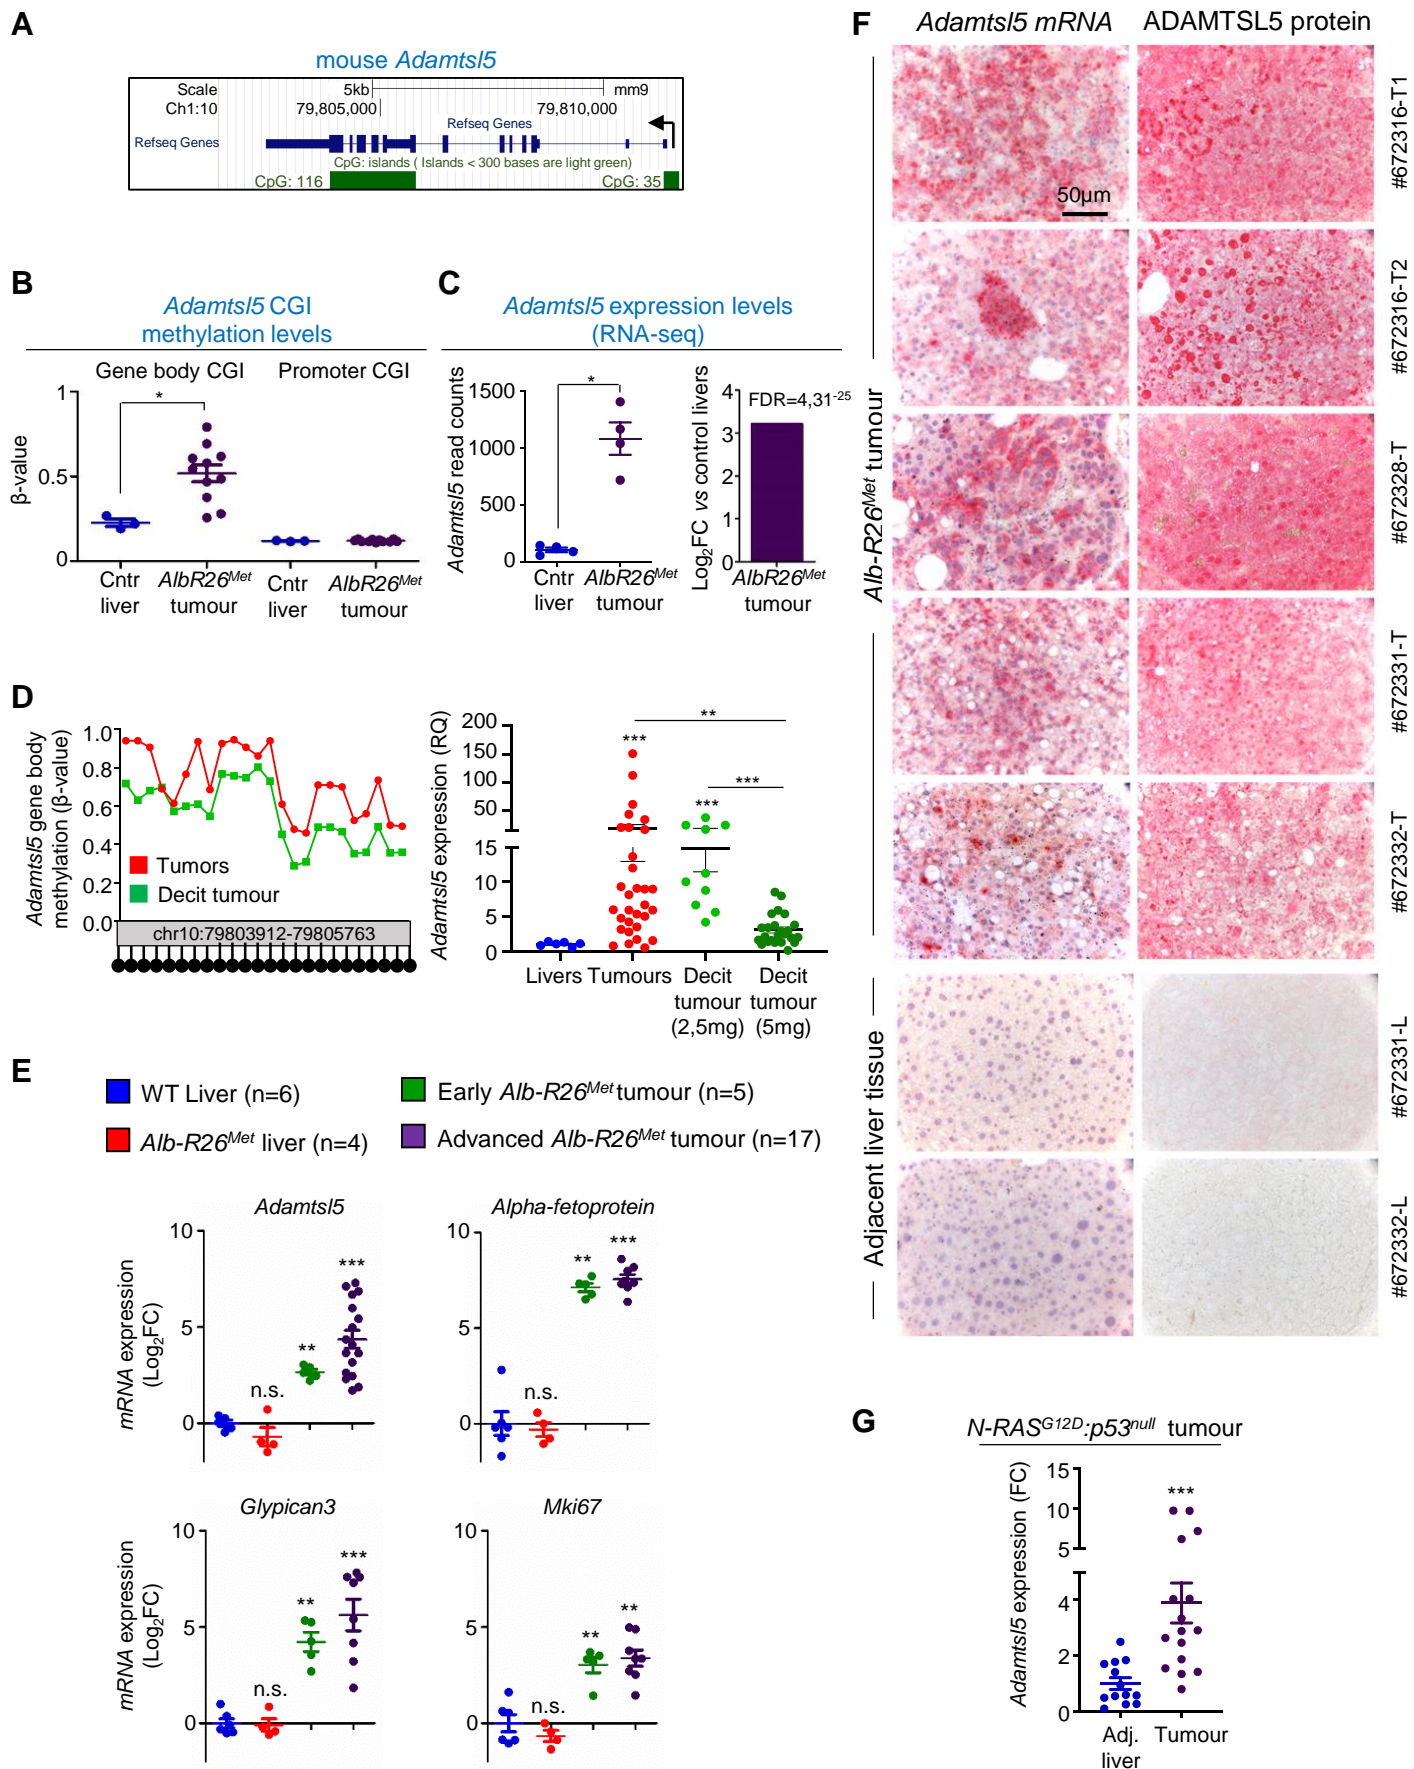 A
mouse Adamtsl5
Scale 5kb mm9
Ch1:10 79,805,000 79,810,000
Refseq Genes
Refseq Genes
CpG: islands ( Islands < 300 bases are light green)
CpG: 116 CpG: 35
B
Adamtsl5 CGI
methylation levels
Gene body CGI Promoter CGI
*
β-value
1
0.5
0
Cntr liver
AlbR26Met tumour
Cntr liver
AlbR26Met tumour
C
Adamtsl5 expression levels
(RNA-seq)
Adamtsl5 read counts
1500
1000
500
0
*
Cntr liver
AlbR26Met tumour
Log2FC vs control livers
4
3
2
1
0
FDR=4,31-25
AlbR26Met
tumour
D
Adamtsl5 gene body
methylation (β-value)
1.0
0.8
0.6
0.4
0.2
0.0
Tumors
Decit tumour
chr10:79803912-79805763
Adamtsl5 expression (RQ)
200
150
100
50
15
10
5
0
**
***
***
***
Livers
Tumours
Decit tumour (2,5mg)
Decit tumour (5mg)
E
WT Liver (n=6)
Early Alb-R26Met tumour (n=5)
Alb-R26Met liver (n=4)
Advanced Alb-R26Met tumour (n=17)
Adamtsl5
mRNA expression
(Log2FC)
10
5
0
n.s.
**
***
Alpha-fetoprotein
10
5
0
n.s.
**
***
Glypican3
mRNA expression
(Log2FC)
10
5
0
n.s.
**
***
Mki67
10
5
0
n.s.
**
**
F
Adamtsl5 mRNA ADAMTSL5 protein
50µm
Alb-R26Met tumour
Adjacent liver tissue
#672316-T1
#672316-T2
#672328-T
#672331-T
#672332-T
#672331-L
#672332-L
G
N-RASG12D:p53null tumour
Adamtsl5 expression (FC)
15
10
5
4
2
0
***
Adj. liver
Tumour